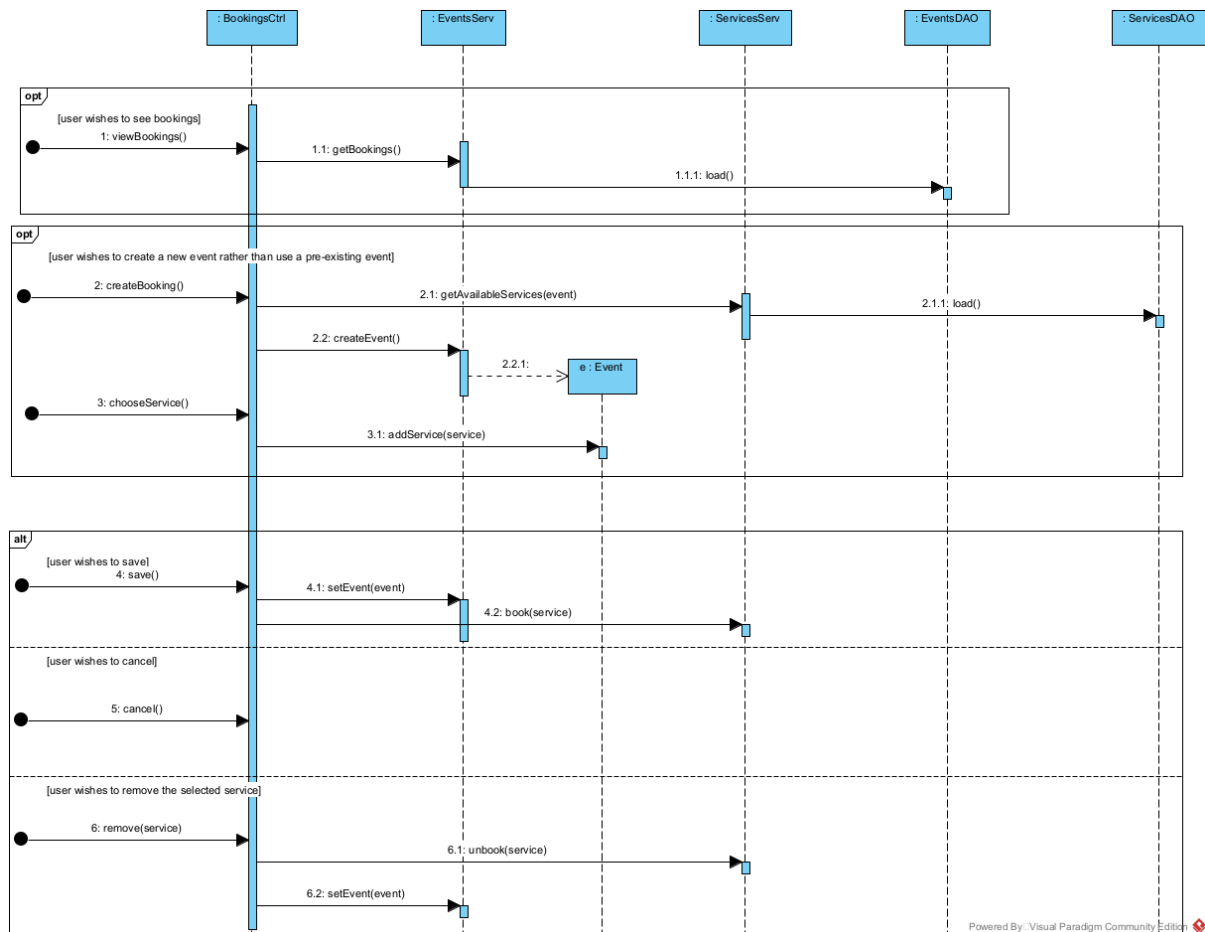 : BookingsCtrl
: EventsServ
: ServicesServ
: EventsDAO
: ServicesDAO
opt
[user wishes to see bookings]
1: viewBookings()
1.1: getBookings()
1.1.1: load()
opt
[user wishes to create a new event rather than use a pre-existing event]
2: createBooking()
2.1: getAvailableServices(event)
2.1.1: load()
2.2: createEvent()
2.2.1:
e : Event
3: chooseService()
3.1: addService(service)
alt
[user wishes to save]
4: save()
4.1: setEvent(event)
4.2: book(service)
[user wishes to cancel]
5: cancel()
[user wishes to remove the selected service]
6: remove(service)
6.1: unbook(service)
6.2: setEvent(event)
Powered By Visual Paradigm Community Edition